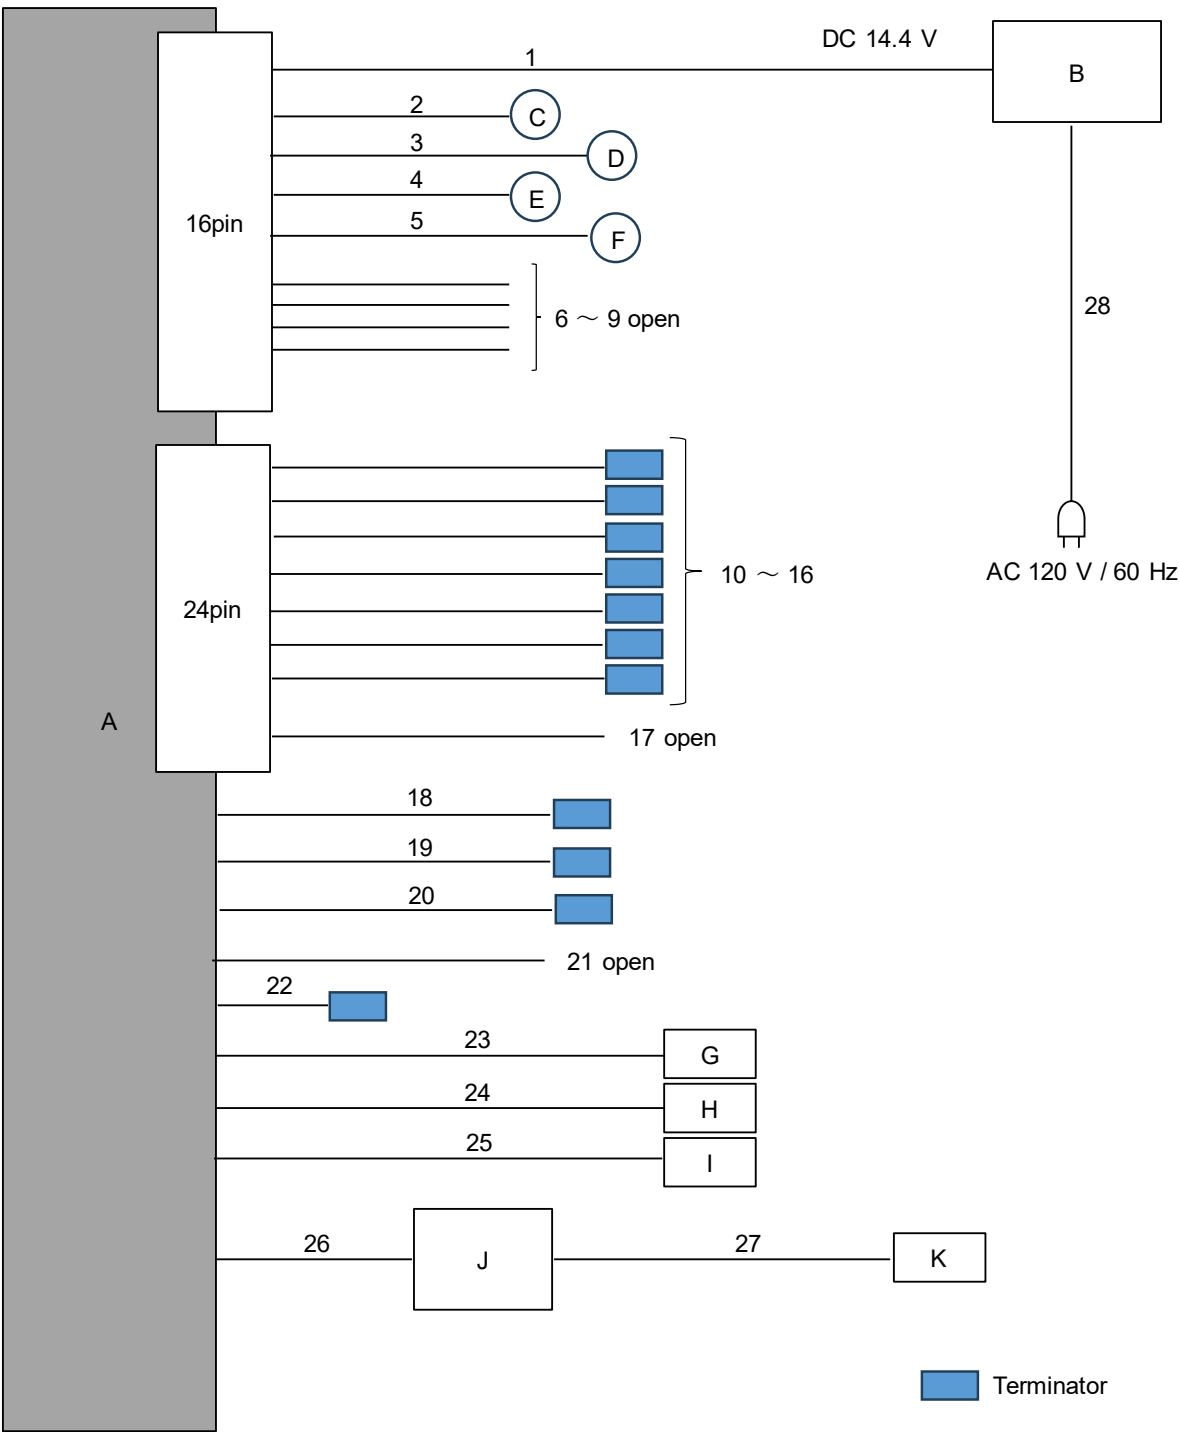 DC 14.4 V
1
B
2
C
3
D
4
E
5
F
16pin
6 ～ 9 open
28
AC 120 V / 60 Hz
10 ～ 16
24pin
A
17 open
18
19
20
21 open
22
23
G
24
H
25
I
26
J
27
K
Terminator